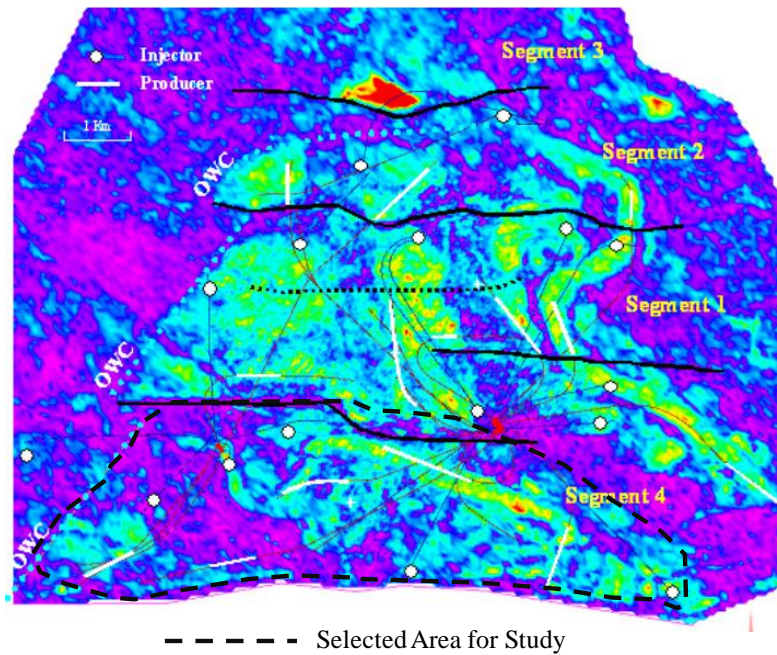 Segment 3
Injector
Producer
1 Km
Segment 2
OWC
Segment 1
OWC
Segment 4
OWC
Selected Area for Study